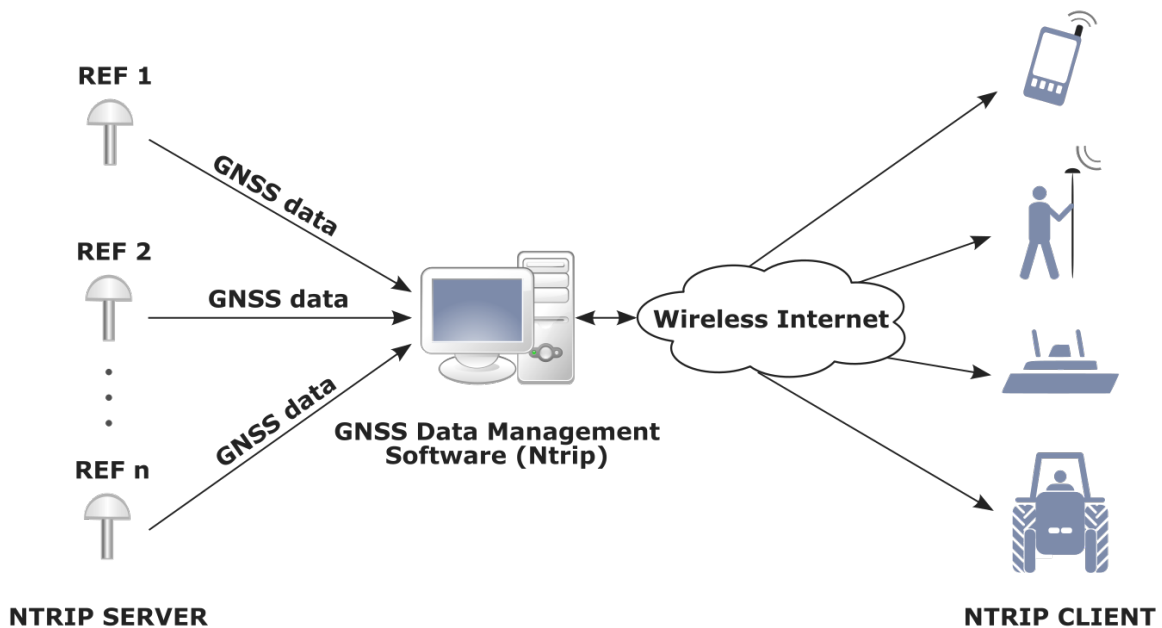 REF 1
GNSS data
REF 2
GNSS data
GNSS data
REF n
Wireless Internet
GNSS Data Management
Software (Ntrip)
NTRIP SERVER
NTRIP CLIENT